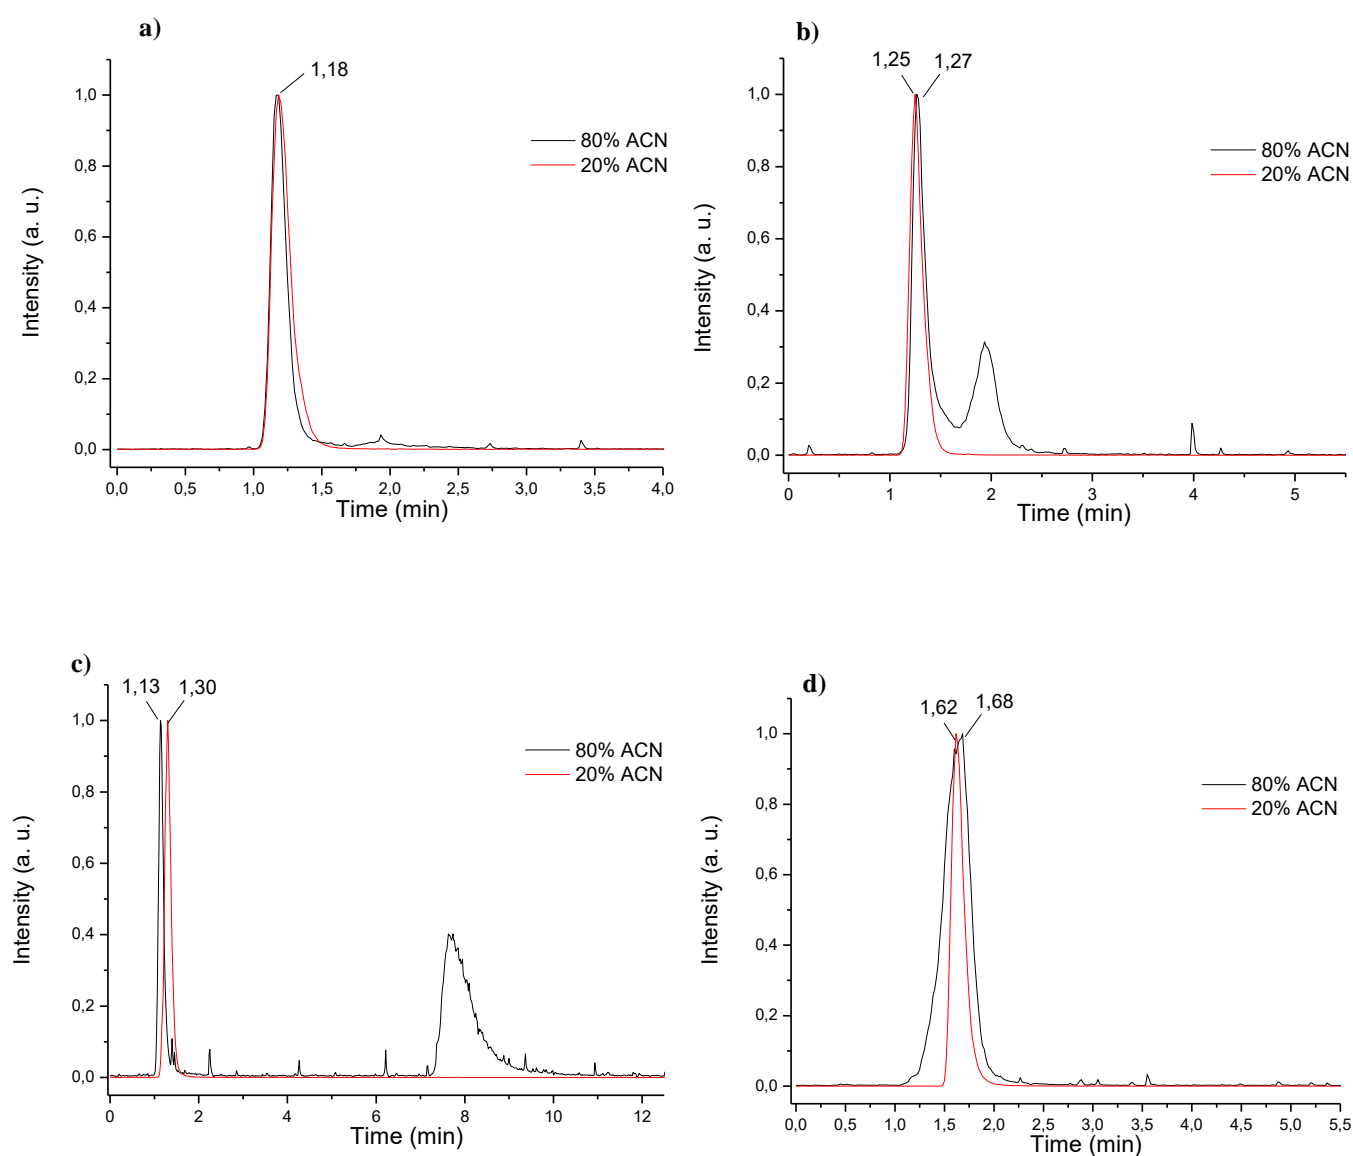 a)
1,18
1,0
0,8
0,6
0,4
0,2
0,0
Intensity (a. u.)
80% ACN
20% ACN
0,0 0,5 1,0 1,5 2,0 2,5 3,0 3,5 4,0
Time (min)
b)
1,25 1,27
1,0
0,8
0,6
0,4
0,2
0,0
Intensity (a. u.)
80% ACN
20% ACN
0 1 2 3 4 5
Time (min)
c)
1,13 1,30
1,0
0,8
0,6
0,4
0,2
0,0
Intensity (a. u.)
80% ACN
20% ACN
0 2 4 6 8 10 12
Time (min)
d)
1,62 1,68
1,0
0,8
0,6
0,4
0,2
0,0
Intensity (a. u.)
80% ACN
20% ACN
0,0 0,5 1,0 1,5 2,0 2,5 3,0 3,5 4,0 4,5 5,0 5,5
Time (min)